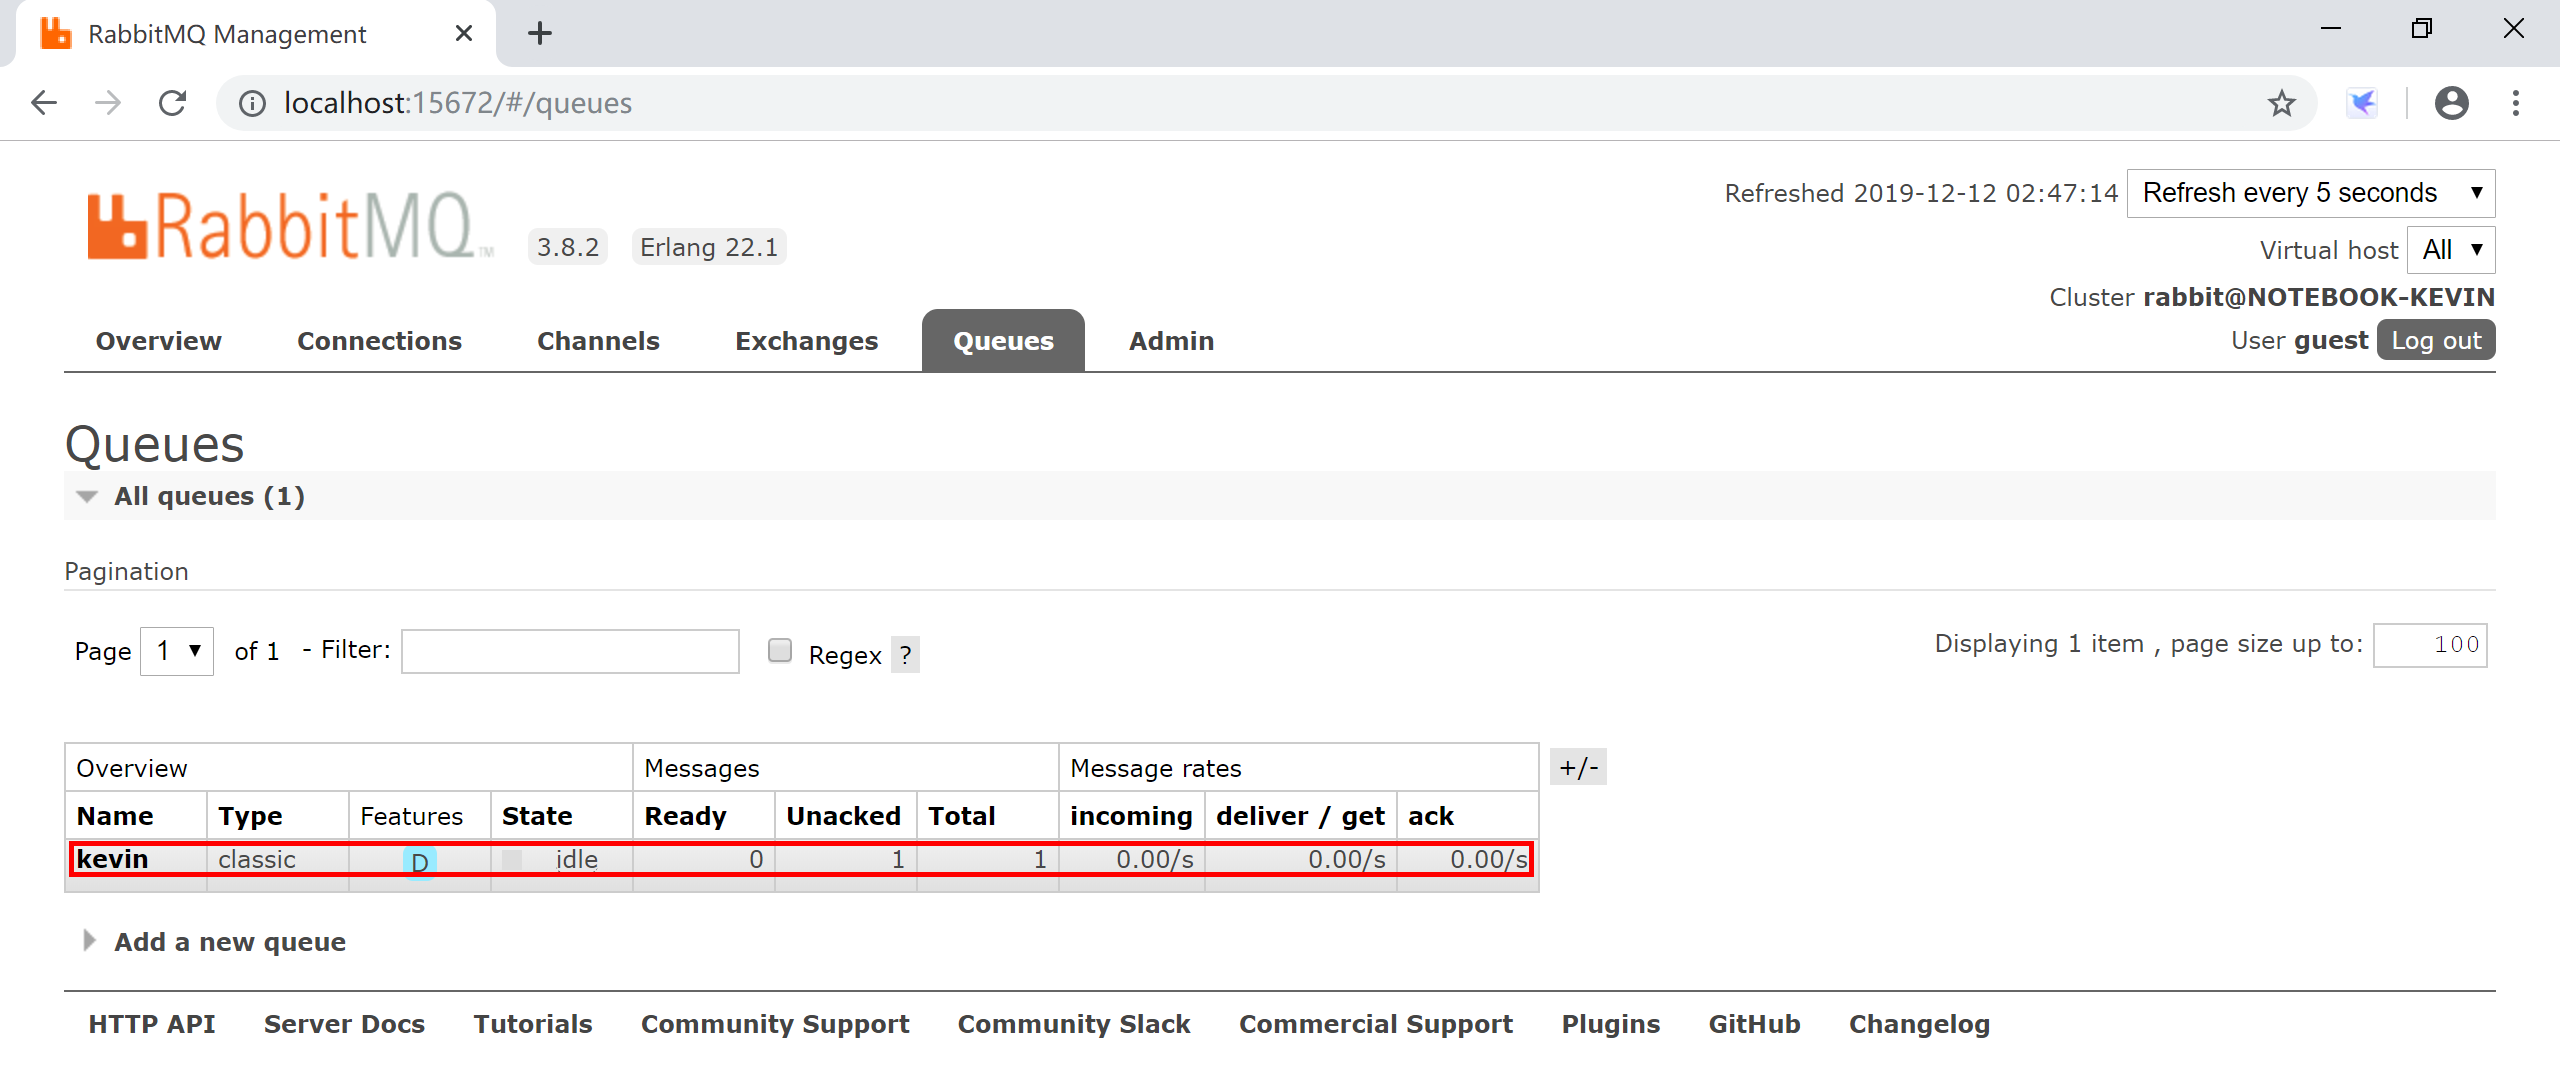 RabbitMQ Management
localhost:15672/#/queues
RabbitMQ™ 3.8.2 Erlang 22.1
Refreshed 2019-12-12 02:47:14 Refresh every 5 seconds
Virtual host All
Cluster rabbit@NOTEBOOK-KEVIN
User guest Log out
Overview Connections Channels Exchanges Queues Admin
Queues
All queues (1)
Pagination
Page 1 of 1 - Filter: Regex ?
Displaying 1 item , page size up to: 100
Overview Messages Message rates +/-
Name Type Features State Ready Unacked Total incoming deliver / get ack
kevin classic D idle 0 1 1 0.00/s 0.00/s 0.00/s
Add a new queue
HTTP API Server Docs Tutorials Community Support Community Slack Commercial Support Plugins GitHub Changelog